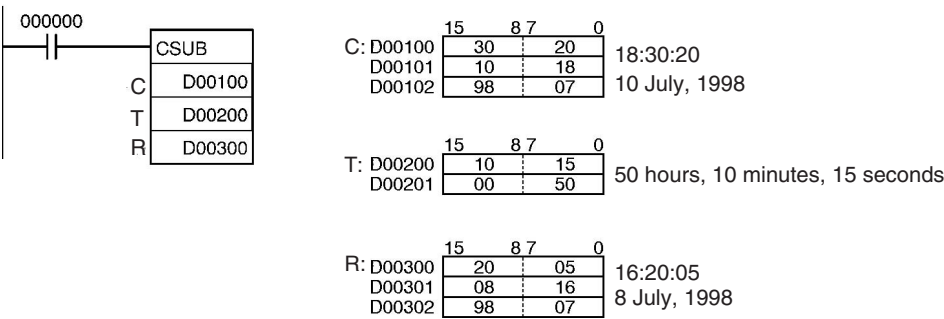 000000
CSUB
C D00100
T D00200
R D00300
15 8 7 0
C: D00100 30 20 18:30:20
D00101 10 18
D00102 98 07 10 July, 1998
15 8 7 0
T: D00200 10 15 50 hours, 10 minutes, 15 seconds
D00201 00 50
15 8 7 0
R: D00300 20 05 16:20:05
D00301 08 16
D00302 98 07 8 July, 1998